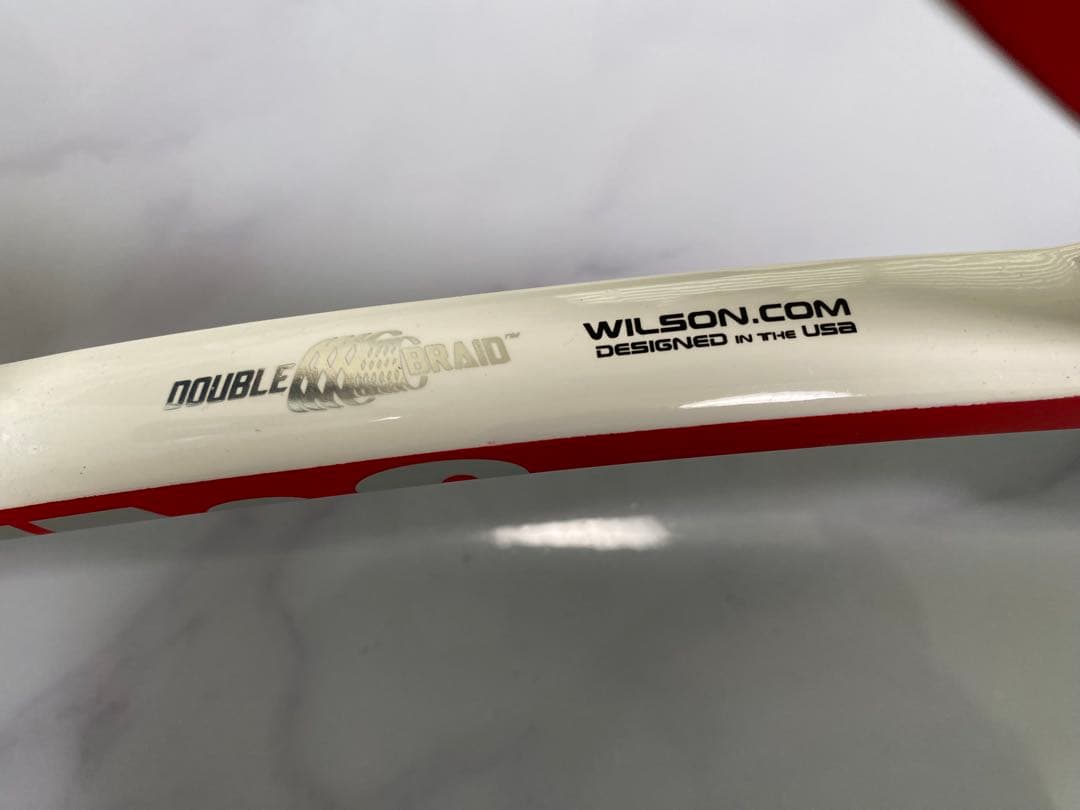 DOUBLE BRAID™
WILSON.COM
DESIGNED IN THE USA